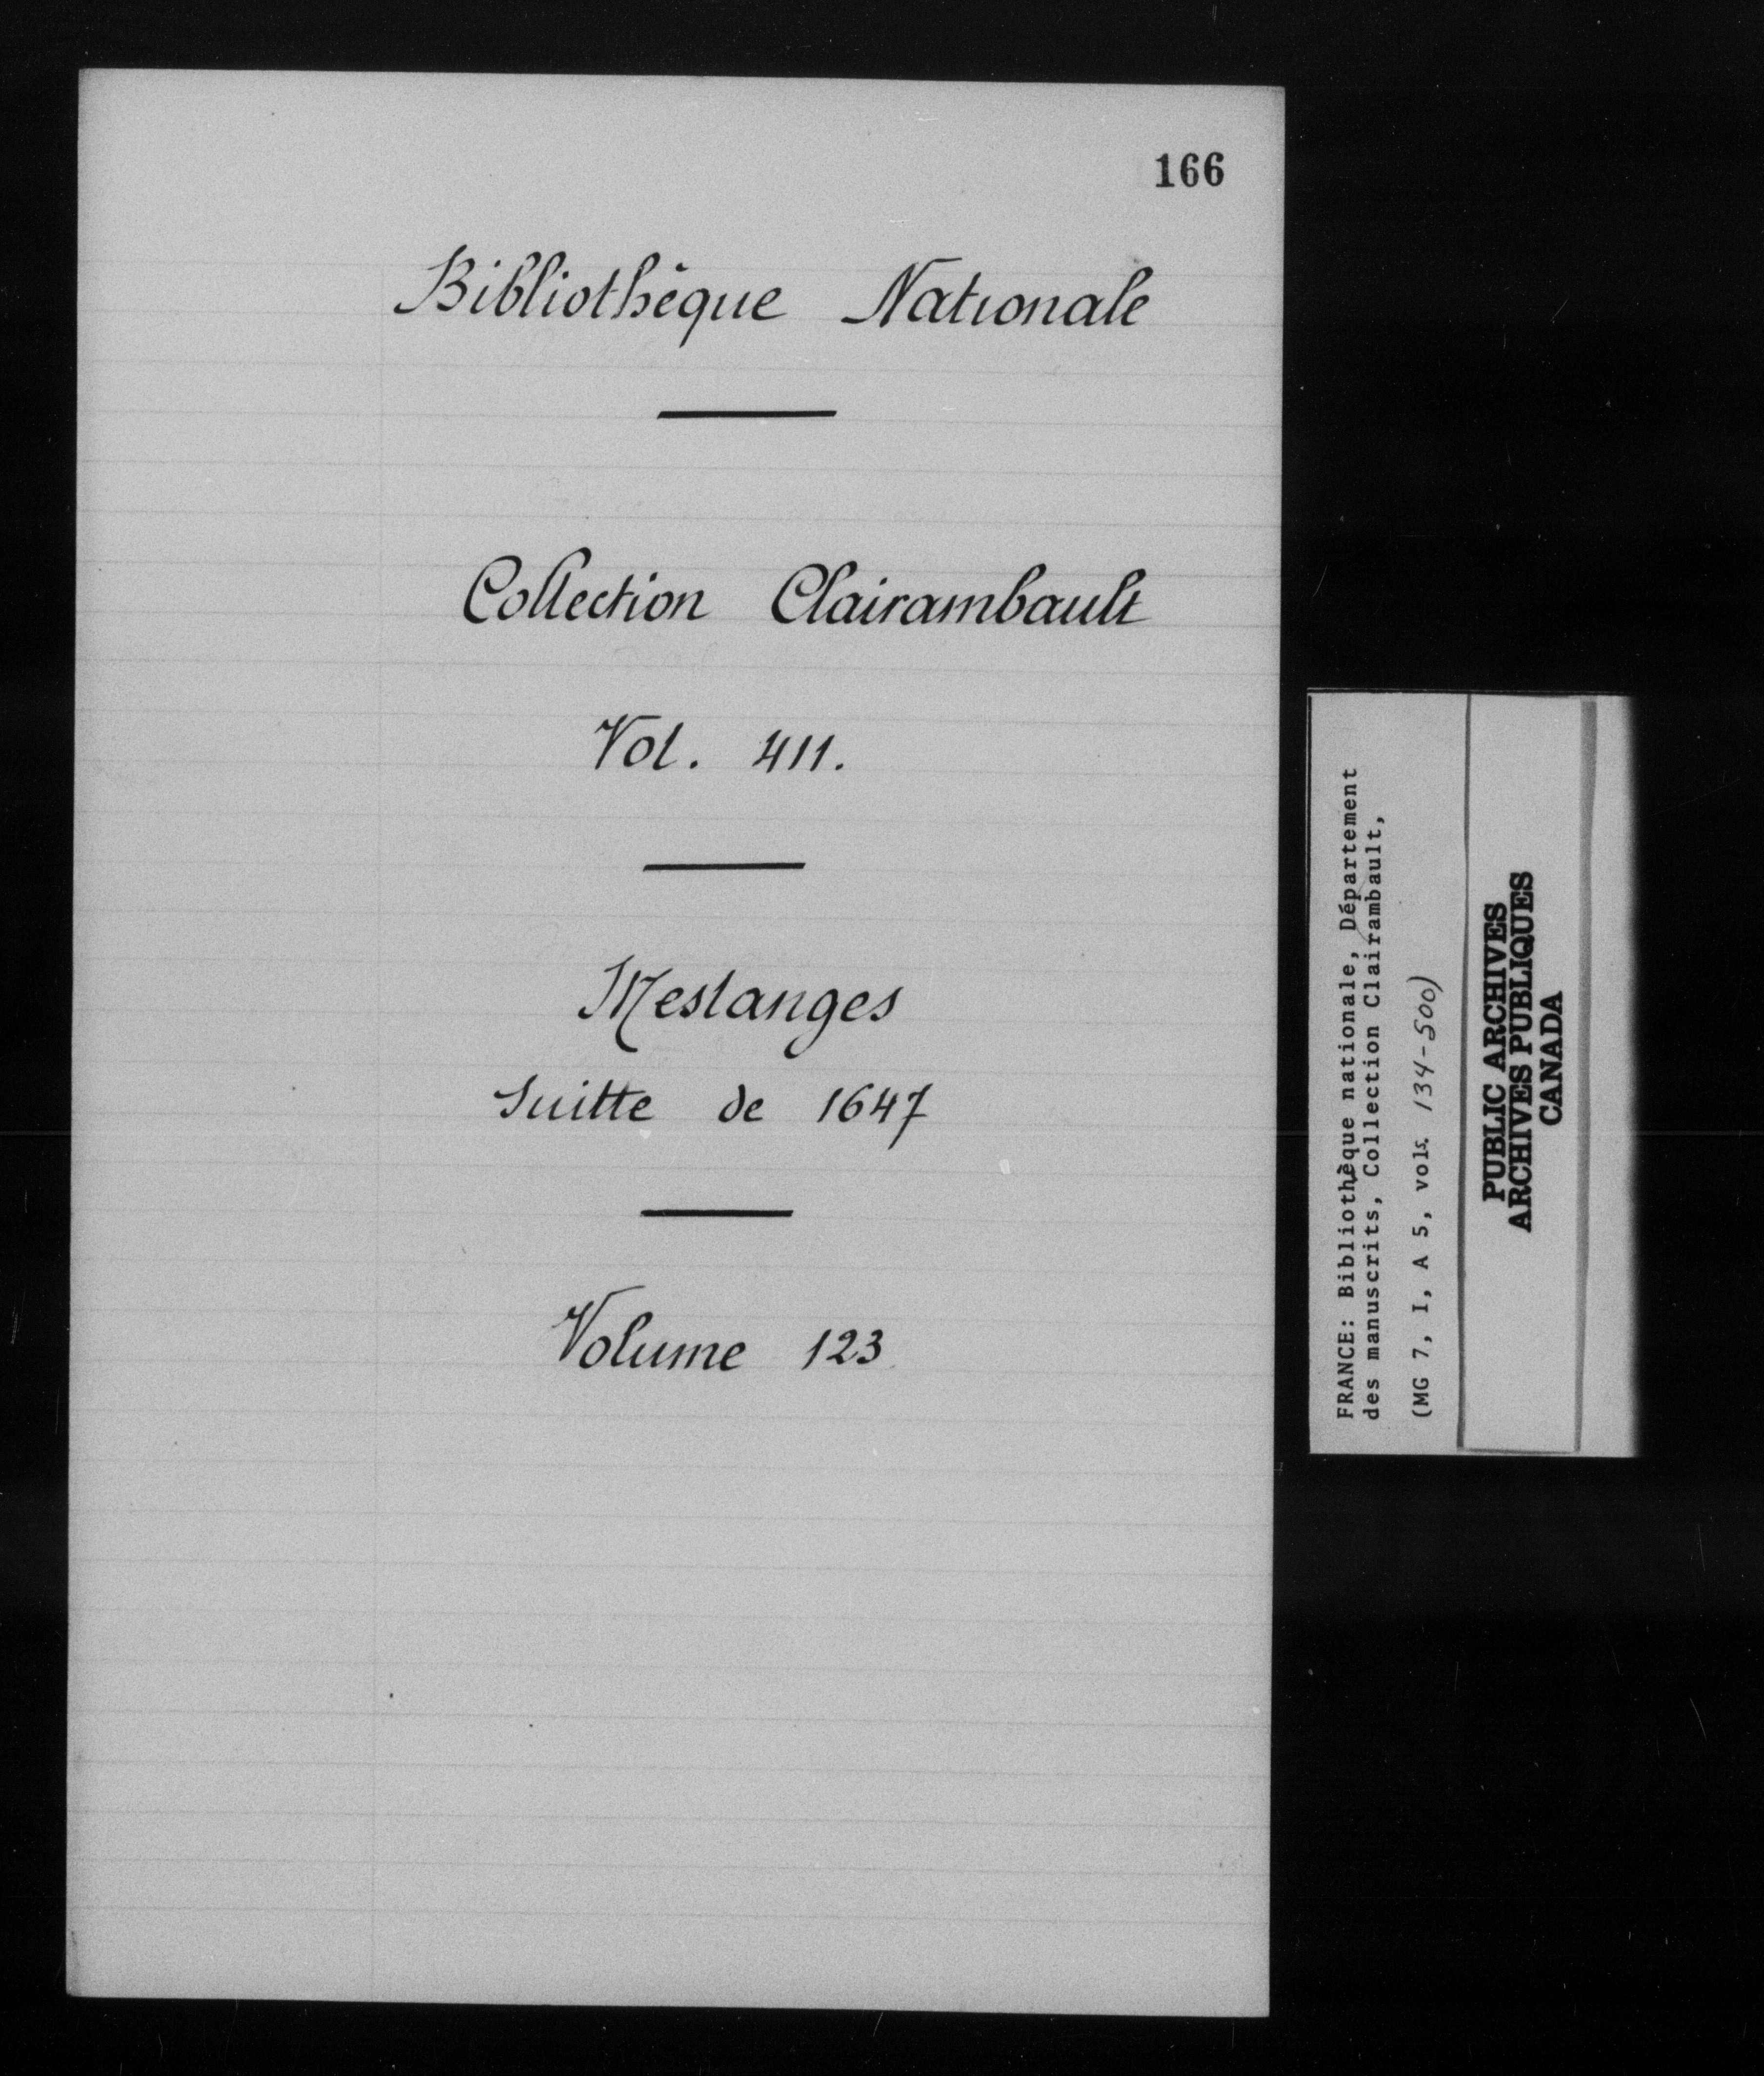 166
Bibliothèque Nationale
Collection Clairambault
Vol. 411.
Meslanges
Suitte de 1647
Volume 123
FRANCE: Bibliothèque nationale, Département
des manuscrits, Collection Clairambault,
(MG 7, I, A 5, vols. 134-500)
PUBLIC ARCHIVES
ARCHIVES PUBLIQUES
CANADA